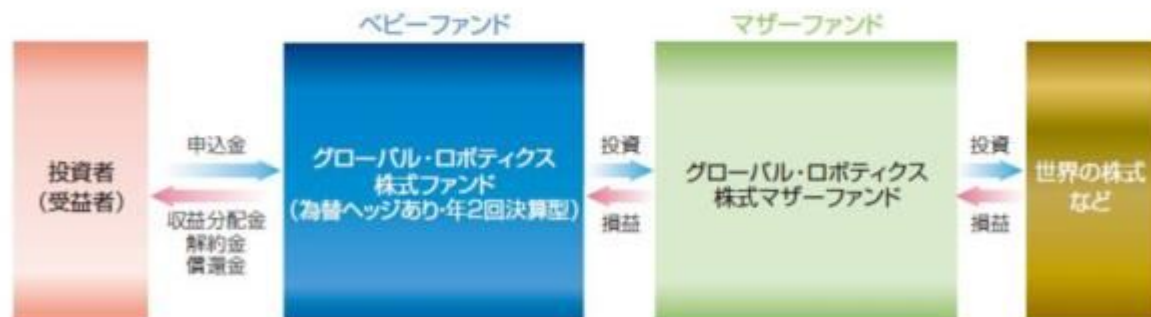 ベビーファンド
マザーファンド
投資者
(受益者)
申込金
収益分配金
解約金
償還金
グローバル・ロボティクス
株式ファンド
(為替ヘッジあり・年2回決算型)
投資
損益
グローバル・ロボティクス
株式マザーファンド
投資
損益
世界の株式
など